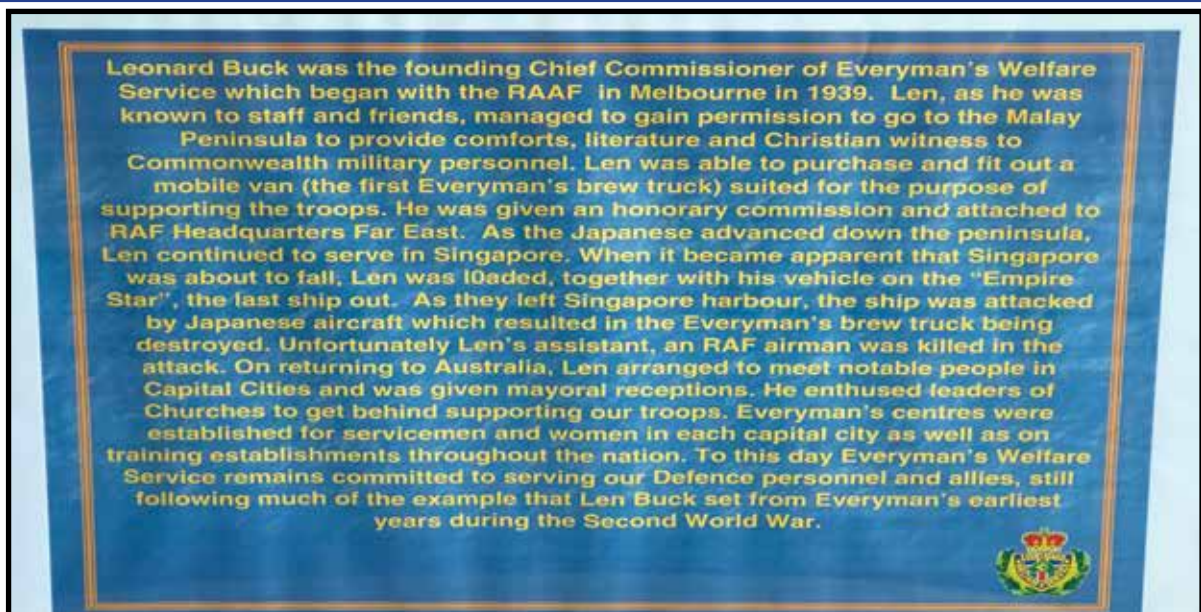 Leonard Buck was the founding Chief Commissioner of Everyman's Welfare
Service which began with the RAAF in Melbourne in 1939. Len, as he was
known to staff and friends, managed to gain permission to go to the Malay
Peninsula to provide comforts, literature and Christian witness to
Commonwealth military personnel. Len was able to purchase and fit out a
mobile van (the first Everyman's brew truck) suited for the purpose of
supporting the troops. He was given an honorary commission and attached to
RAF Headquarters Far East. As the Japanese advanced down the peninsula,
Len continued to serve in Singapore. When it became apparent that Singapore
was about to fall, Len was l0aded, together with his vehicle on the "Empire
Star", the last ship out. As they left Singapore harbour, the ship was attacked
by Japanese aircraft which resulted in the Everyman's brew truck being
destroyed. Unfortunately Len's assistant, an RAF airman was killed in the
attack. On returning to Australia, Len arranged to meet notable people in
Capital Cities and was given mayoral receptions. He enthused leaders of
Churches to get behind supporting our troops. Everyman's centres were
established for servicemen and women in each capital city as well as on
training establishments throughout the nation. To this day Everyman's Welfare
Service remains committed to serving our Defence personnel and allies, still
following much of the example that Len Buck set from Everyman's earliest
years during the Second World War.